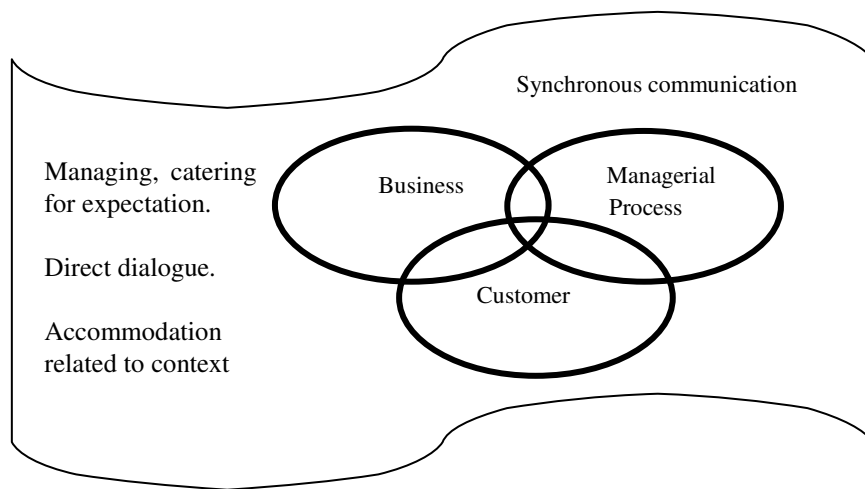 Synchronous communication
Managing, catering
for expectation.
Direct dialogue.
Accommodation
related to context
Business
Managerial
Process
Customer